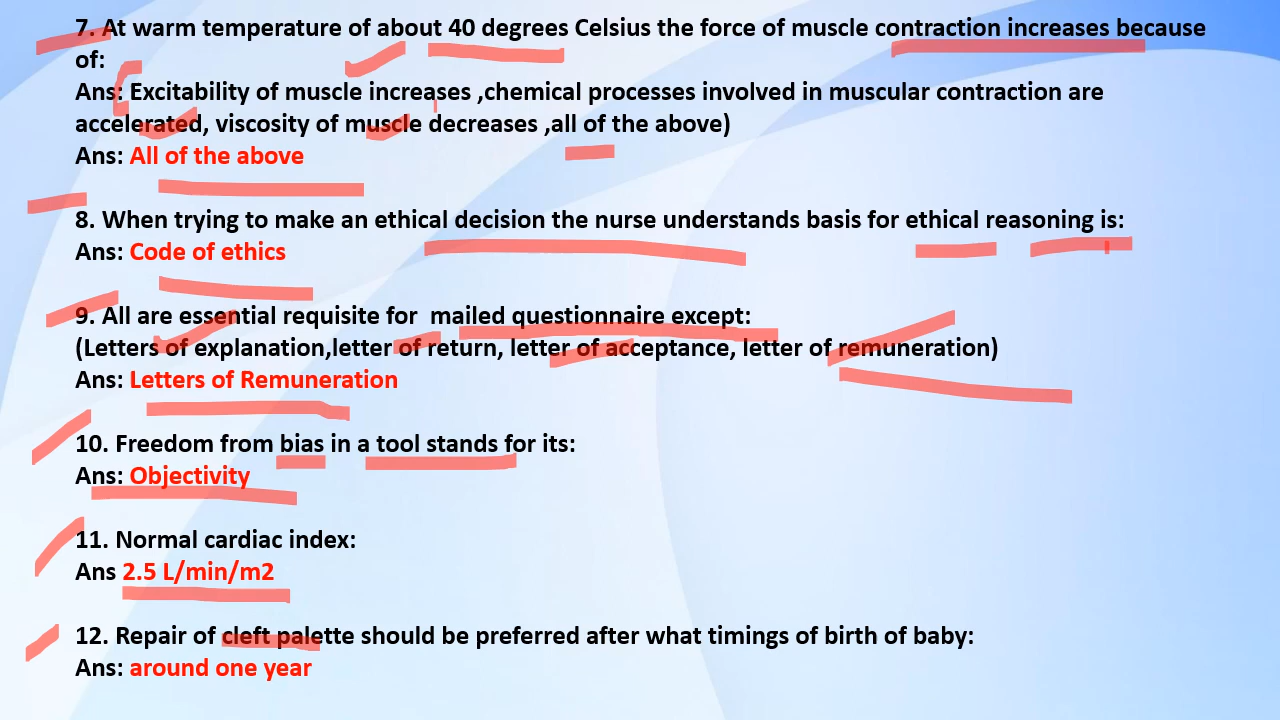 7. At warm temperature of about 40 degrees Celsius the force of muscle contraction increases because
of:
Ans: Excitability of muscle increases ,chemical processes involved in muscular contraction are
accelerated, viscosity of muscle decreases ,all of the above)
Ans: All of the above
8. When trying to make an ethical decision the nurse understands basis for ethical reasoning is:
Ans: Code of ethics
9. All are essential requisite for  mailed questionnaire except:
(Letters of explanation,letter of return, letter of acceptance, letter of remuneration)
Ans: Letters of Remuneration
10. Freedom from bias in a tool stands for its:
Ans: Objectivity
11. Normal cardiac index:
Ans 2.5 L/min/m2
12. Repair of cleft palette should be preferred after what timings of birth of baby:
Ans: around one year